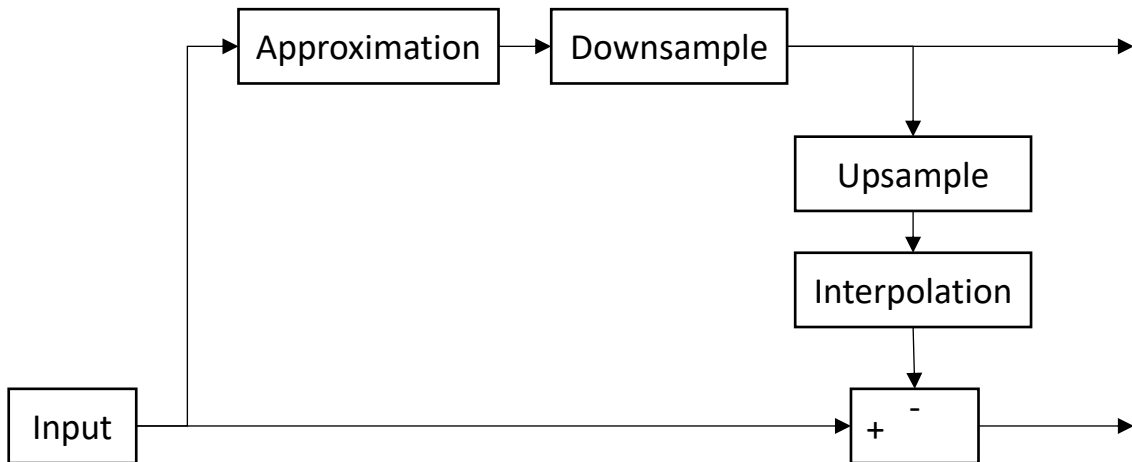 Approximation
Downsample
Upsample
Interpolation
Input
+
-